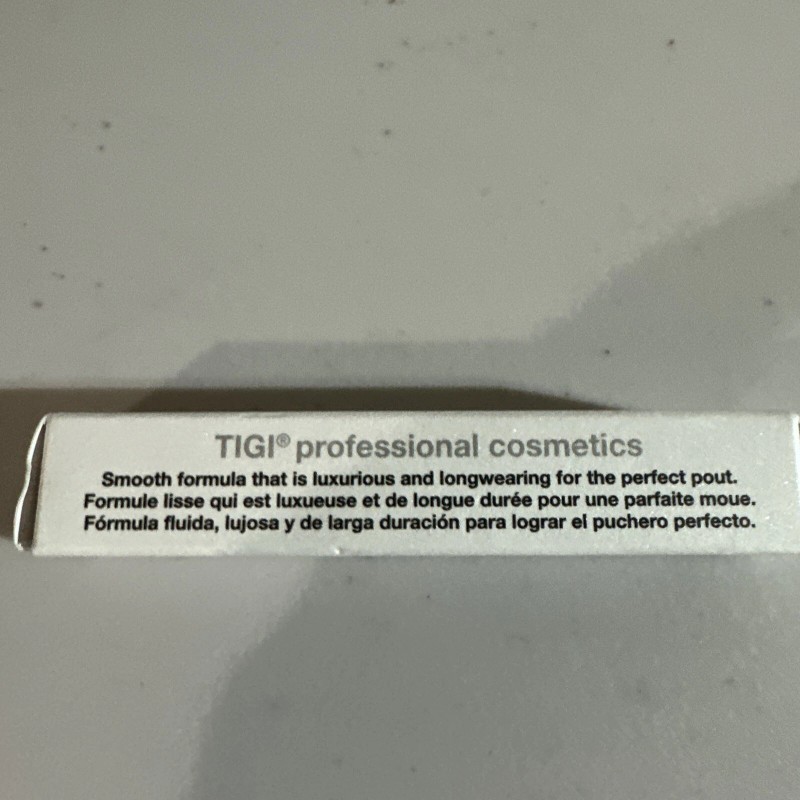 TIGI® professional cosmetics
Smooth formula that is luxurious and longwearing for the perfect pout.
Formule lisse qui est luxueuse et de longue durée pour une parfaite moue.
Fórmula fluida, lujosa y de larga duración para lograr el puchero perfecto.